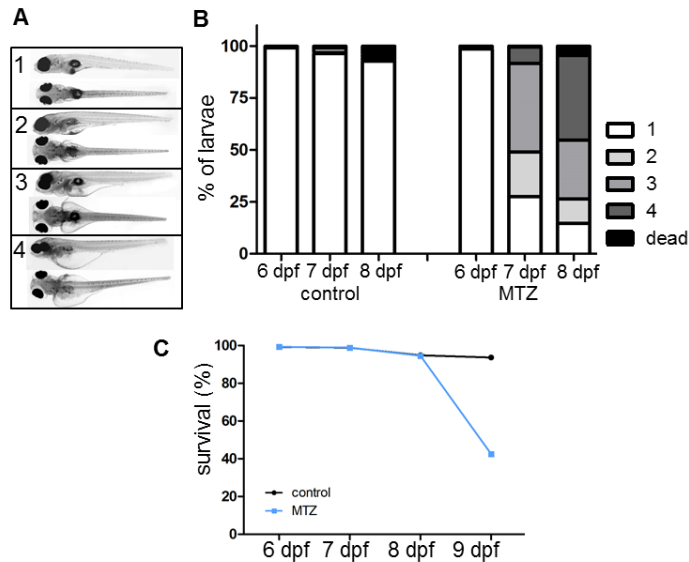 A
1
2
3
4
B
% of larvae
100
75
50
25
0
6 dpf 7 dpf 8 dpf 6 dpf 7 dpf 8 dpf
control MTZ
1
2
3
4
dead
C
survival (%)
100
80
60
40
20
0
control
MTZ
6 dpf 7 dpf 8 dpf 9 dpf